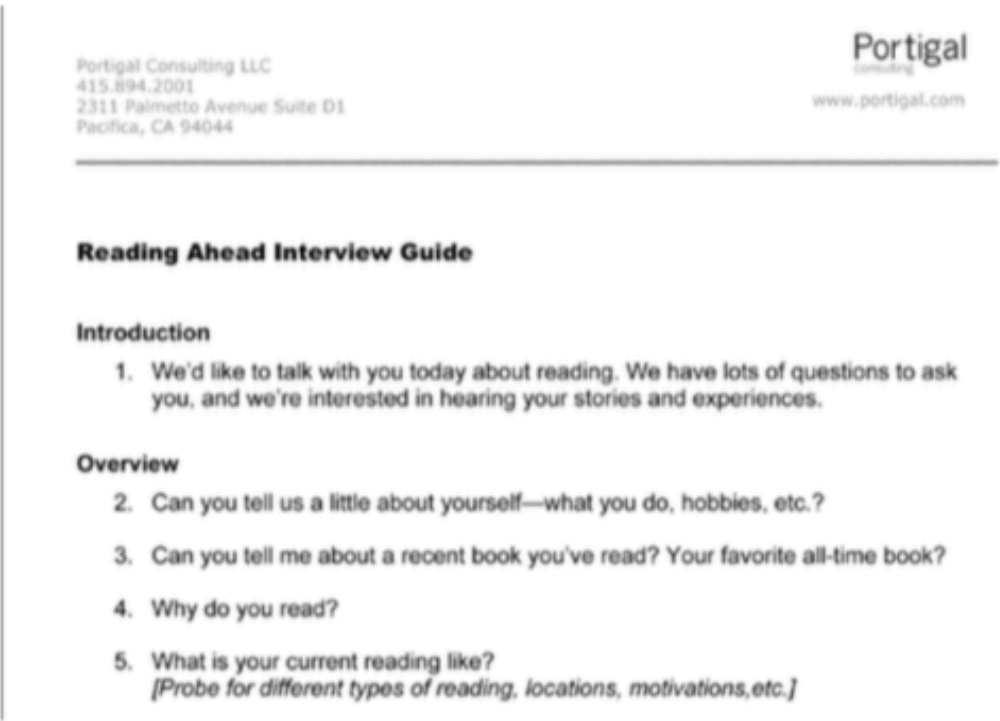 Portigal Consulting LLC
415.894.2001
2311 Palmetto Avenue Suite D1
Pacifica, CA 94044
Portigal
consulting
www.portigal.com
Reading Ahead Interview Guide
Introduction
1. We'd like to talk with you today about reading. We have lots of questions to ask
you, and we're interested in hearing your stories and experiences.
Overview
2. Can you tell us a little about yourself—what you do, hobbies, etc.?
3. Can you tell me about a recent book you've read? Your favorite all-time book?
4. Why do you read?
5. What is your current reading like?
[Probe for different types of reading, locations, motivations,etc.]